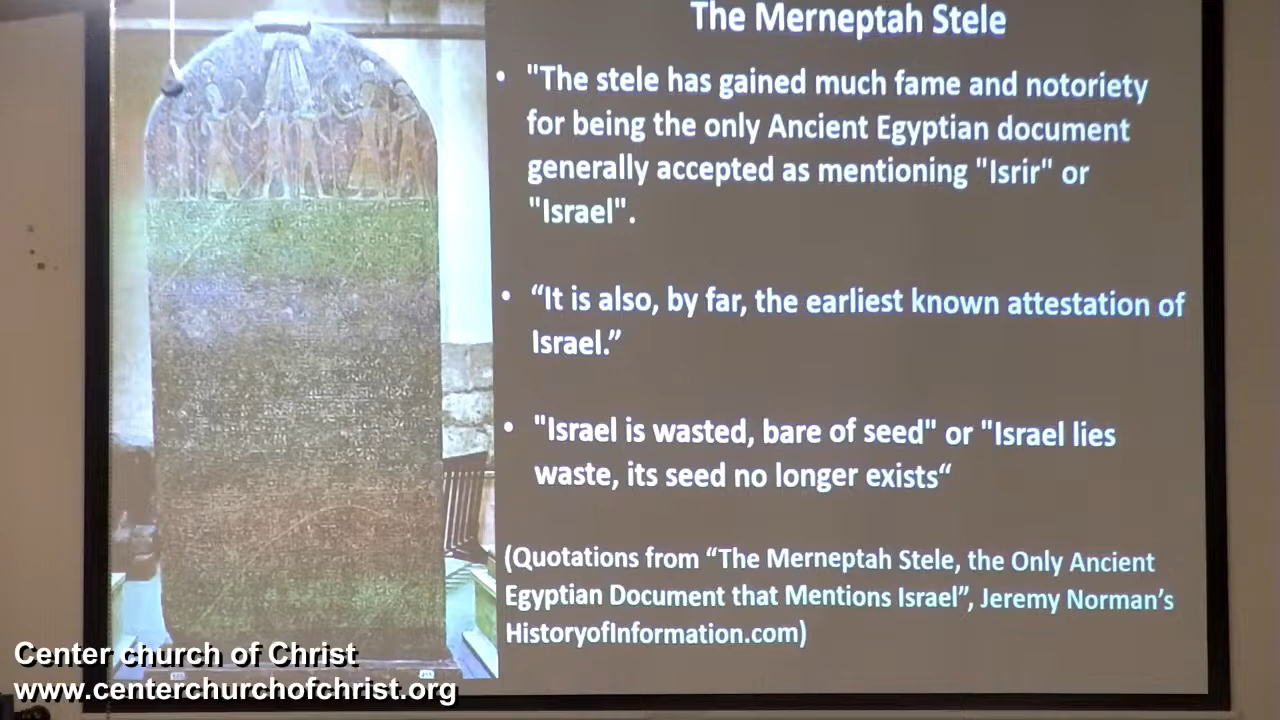 The Merneptah Stele
• "The stele has gained much fame and notoriety
for being the only Ancient Egyptian document
generally accepted as mentioning "Isrir" or
"Israel".
• “It is also, by far, the earliest known attestation of
Israel.”
• "Israel is wasted, bare of seed" or "Israel lies
waste, its seed no longer exists“
(Quotations from “The Merneptah Stele, the Only Ancient
Egyptian Document that Mentions Israel”, Jeremy Norman’s
HistoryofInformation.com)
Center church of Christ
www.centerchurchofchrist.org